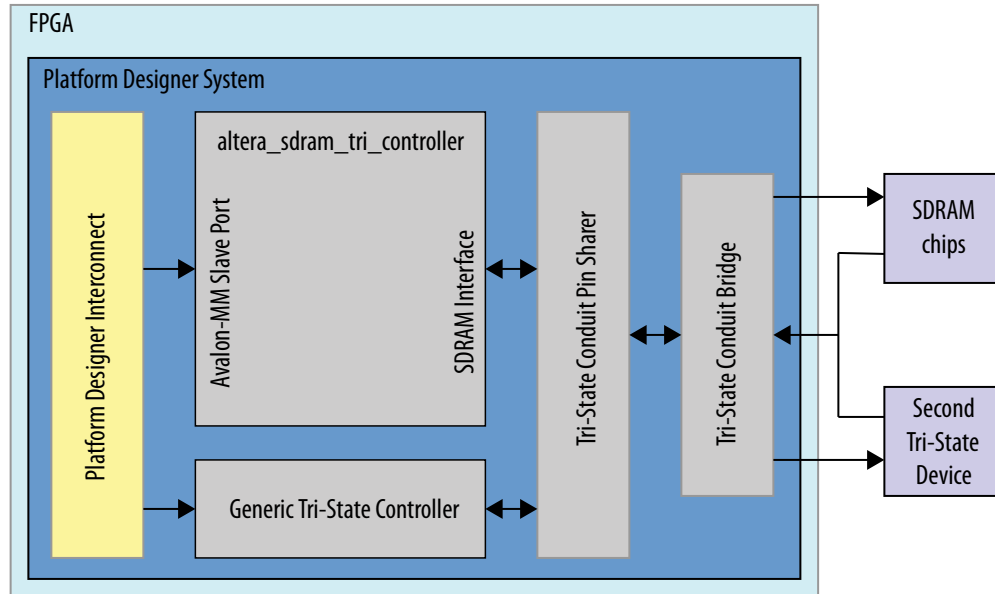 FPGA
Platform Designer System
Platform Designer Interconnect
altera_sdram_tri_controller
Avalon-MM Slave Port
SDRAM Interface
Generic Tri-State Controller
Tri-State Conduit Pin Sharer
Tri-State Conduit Bridge
SDRAM
chips
Second
Tri-State
Device